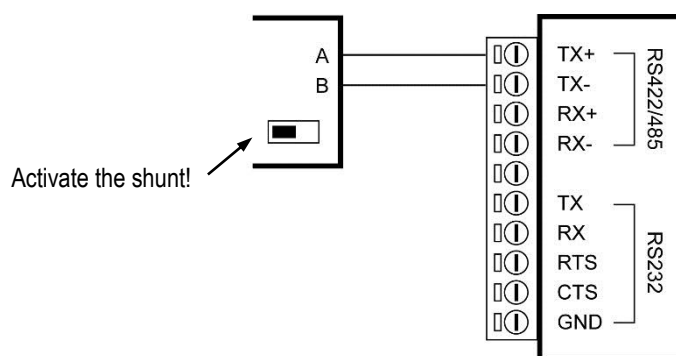 A
B
Activate the shunt!
TX+
TX-
RX+
RX-
RS422/485
TX
RX
RTS
CTS
GND
RS232